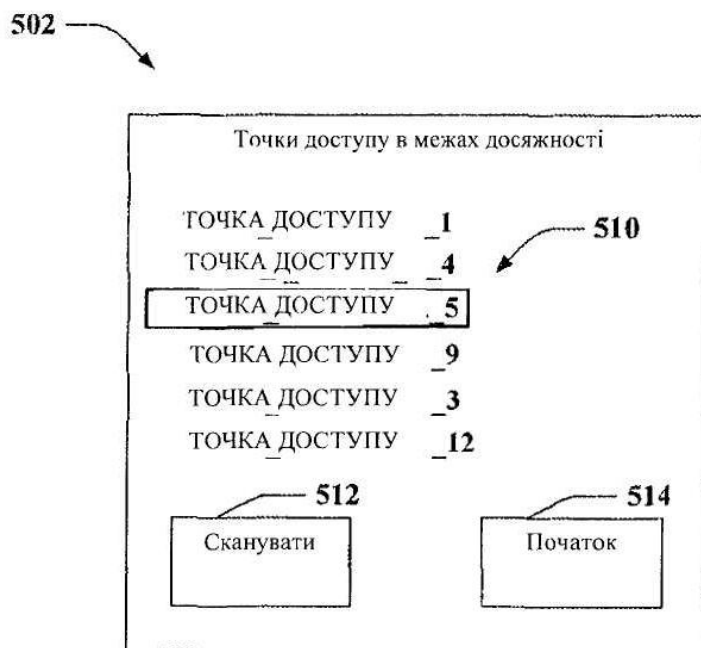 502
Точки доступу в межах досяжності
ТОЧКА_ДОСТУПУ _1
510
ТОЧКА_ДОСТУПУ _4
ТОЧКА_ДОСТУПУ _5
ТОЧКА ДОСТУПУ _9
ТОЧКА_ДОСТУПУ _3
ТОЧКА_ДОСТУПУ _12
512
514
Сканувати
Початок